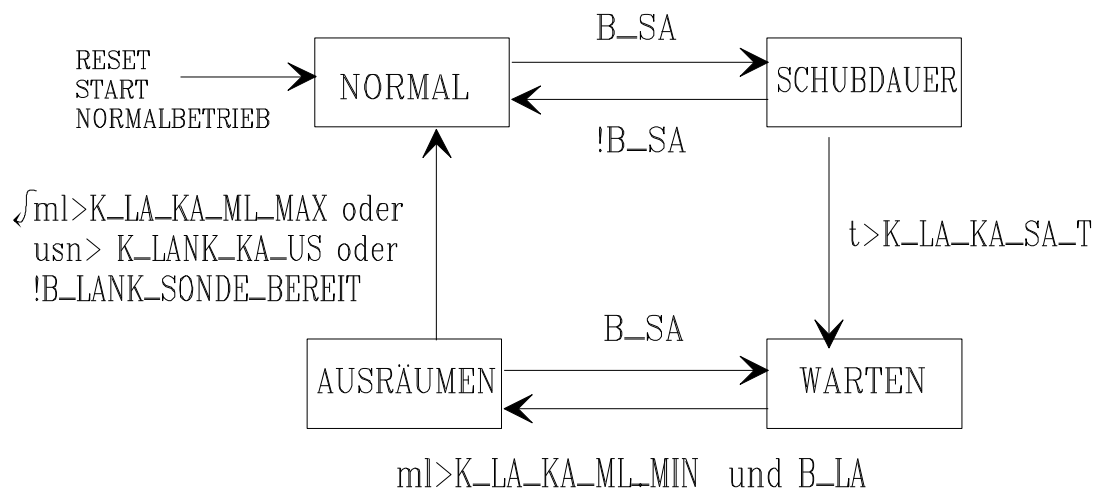 B_SA
RESET
START
NORMALBETRIEB
NORMAL
SCHUBDAUER
!B_SA
∫ml>K_LA_KA_ML_MAX oder
usn> K_LANK_KA_US oder
!B_LANK_SONDE_BEREIT
t>K_LA_KA_SA_T
B_SA
AUSRÄUMEN
WARTEN
ml>K_LA_KA_ML_MIN und B_LA